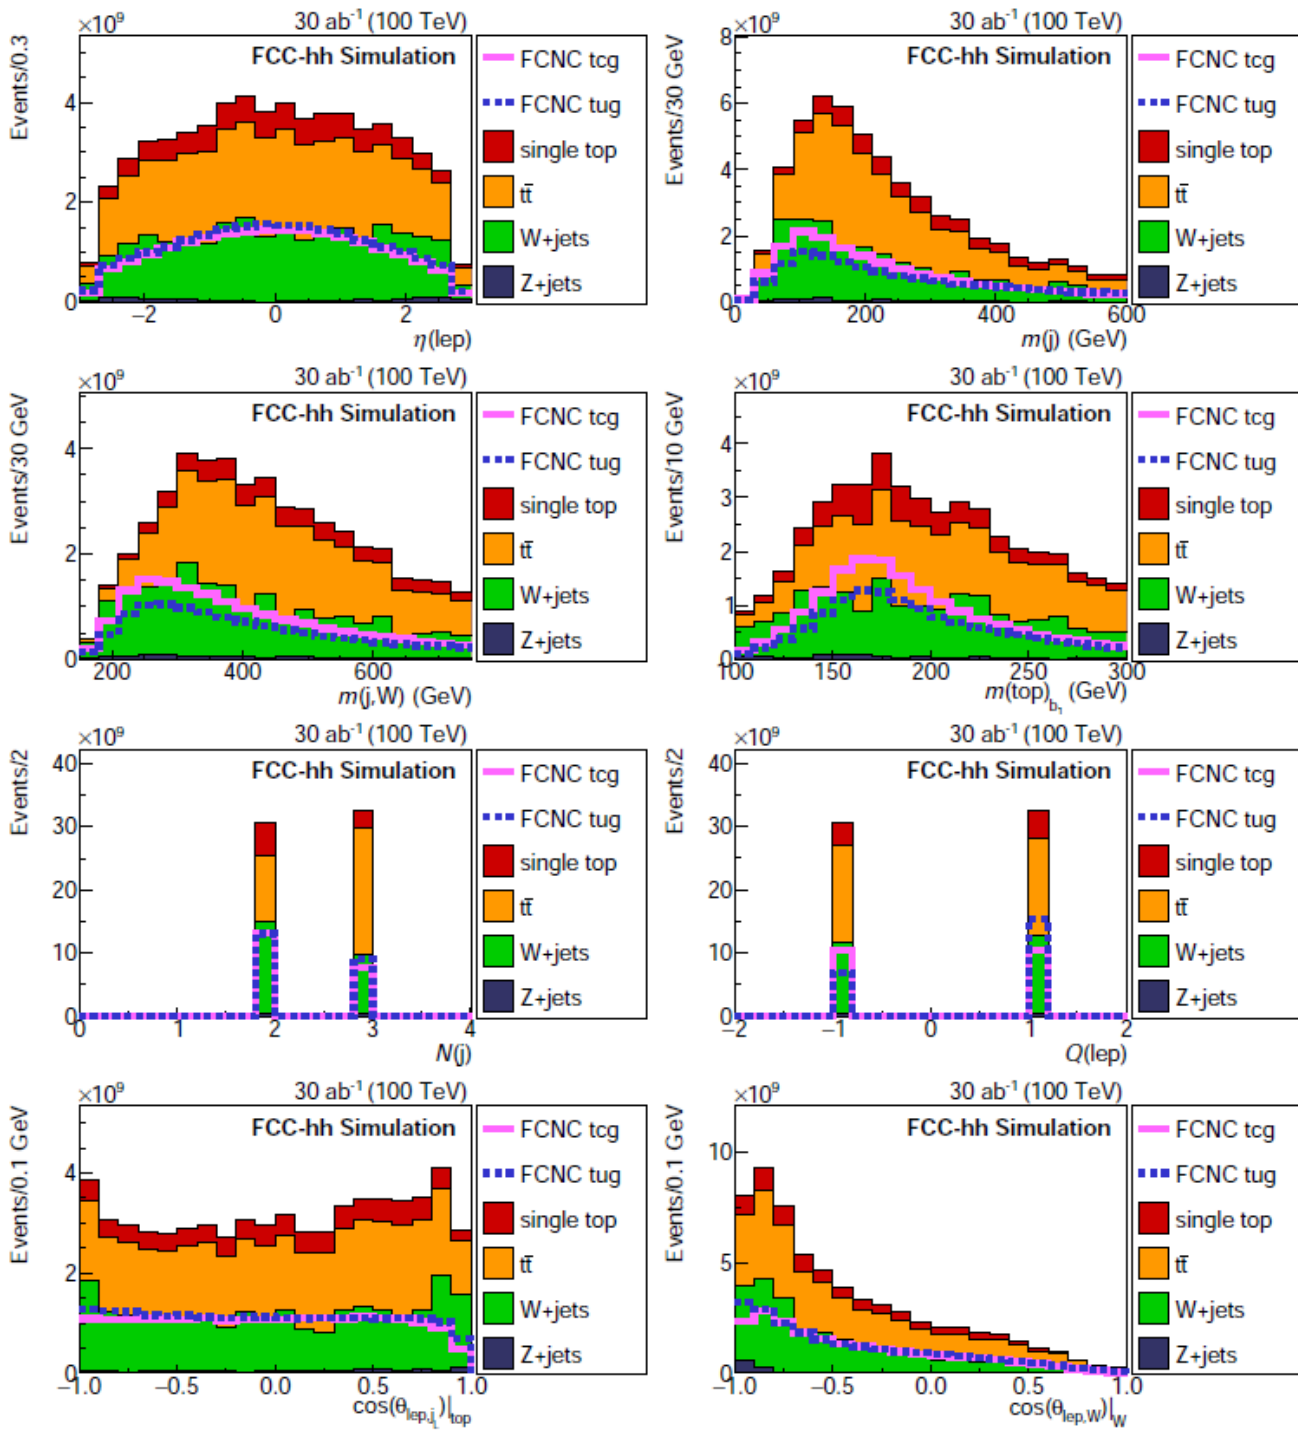 ×10⁹ 30 ab⁻¹ (100 TeV)
Events/0.3
FCC-hh Simulation
4
2
0
−2 0 2
η(lep)
FCNC tcg
FCNC tug
single top
tt̄
W+jets
Z+jets
×10⁹ 30 ab⁻¹ (100 TeV)
Events/30 GeV
FCC-hh Simulation
8
6
4
2
0
0 200 400 600
m(j) (GeV)
FCNC tcg
FCNC tug
single top
tt̄
W+jets
Z+jets
×10⁹ 30 ab⁻¹ (100 TeV)
Events/30 GeV
FCC-hh Simulation
4
2
0
200 400 600
m(j,W) (GeV)
FCNC tcg
FCNC tug
single top
tt̄
W+jets
Z+jets
×10⁹ 30 ab⁻¹ (100 TeV)
Events/10 GeV
FCC-hh Simulation
4
3
2
1
0
100 150 200 250 300
m(top)_b₁ (GeV)
FCNC tcg
FCNC tug
single top
tt̄
W+jets
Z+jets
×10⁹ 30 ab⁻¹ (100 TeV)
Events/2
FCC-hh Simulation
40
30
20
10
0
0 1 2 3 4
N(j)
FCNC tcg
FCNC tug
single top
tt̄
W+jets
Z+jets
×10⁹ 30 ab⁻¹ (100 TeV)
Events/2
FCC-hh Simulation
40
30
20
10
0
−2 −1 0 1 2
Q(lep)
FCNC tcg
FCNC tug
single top
tt̄
W+jets
Z+jets
×10⁹ 30 ab⁻¹ (100 TeV)
Events/0.1 GeV
FCC-hh Simulation
4
2
0
−1.0 −0.5 0.0 0.5 1.0
cos(θ_lep,j_L)|_top
FCNC tcg
FCNC tug
single top
tt̄
W+jets
Z+jets
×10⁹ 30 ab⁻¹ (100 TeV)
Events/0.1 GeV
FCC-hh Simulation
10
5
0
−1.0 −0.5 0.0 0.5 1.0
cos(θ_lep,W)|_W
FCNC tcg
FCNC tug
single top
tt̄
W+jets
Z+jets